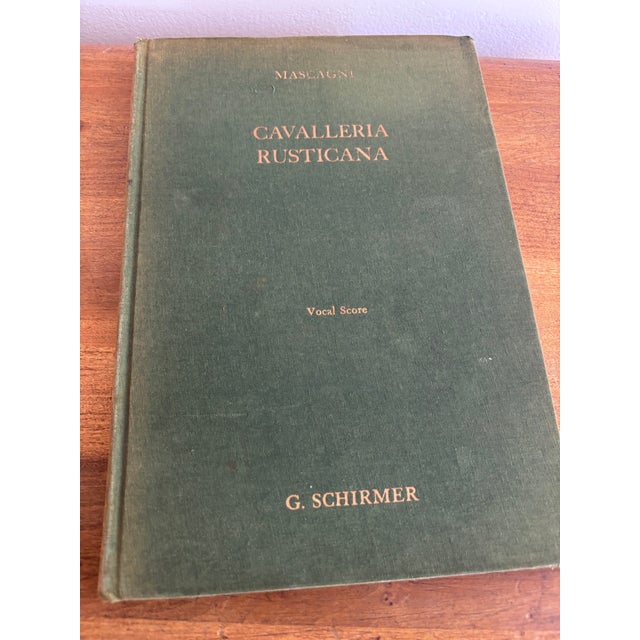 MASCAGNI
CAVALLERIA
RUSTICANA
Vocal Score
G. SCHIRMER